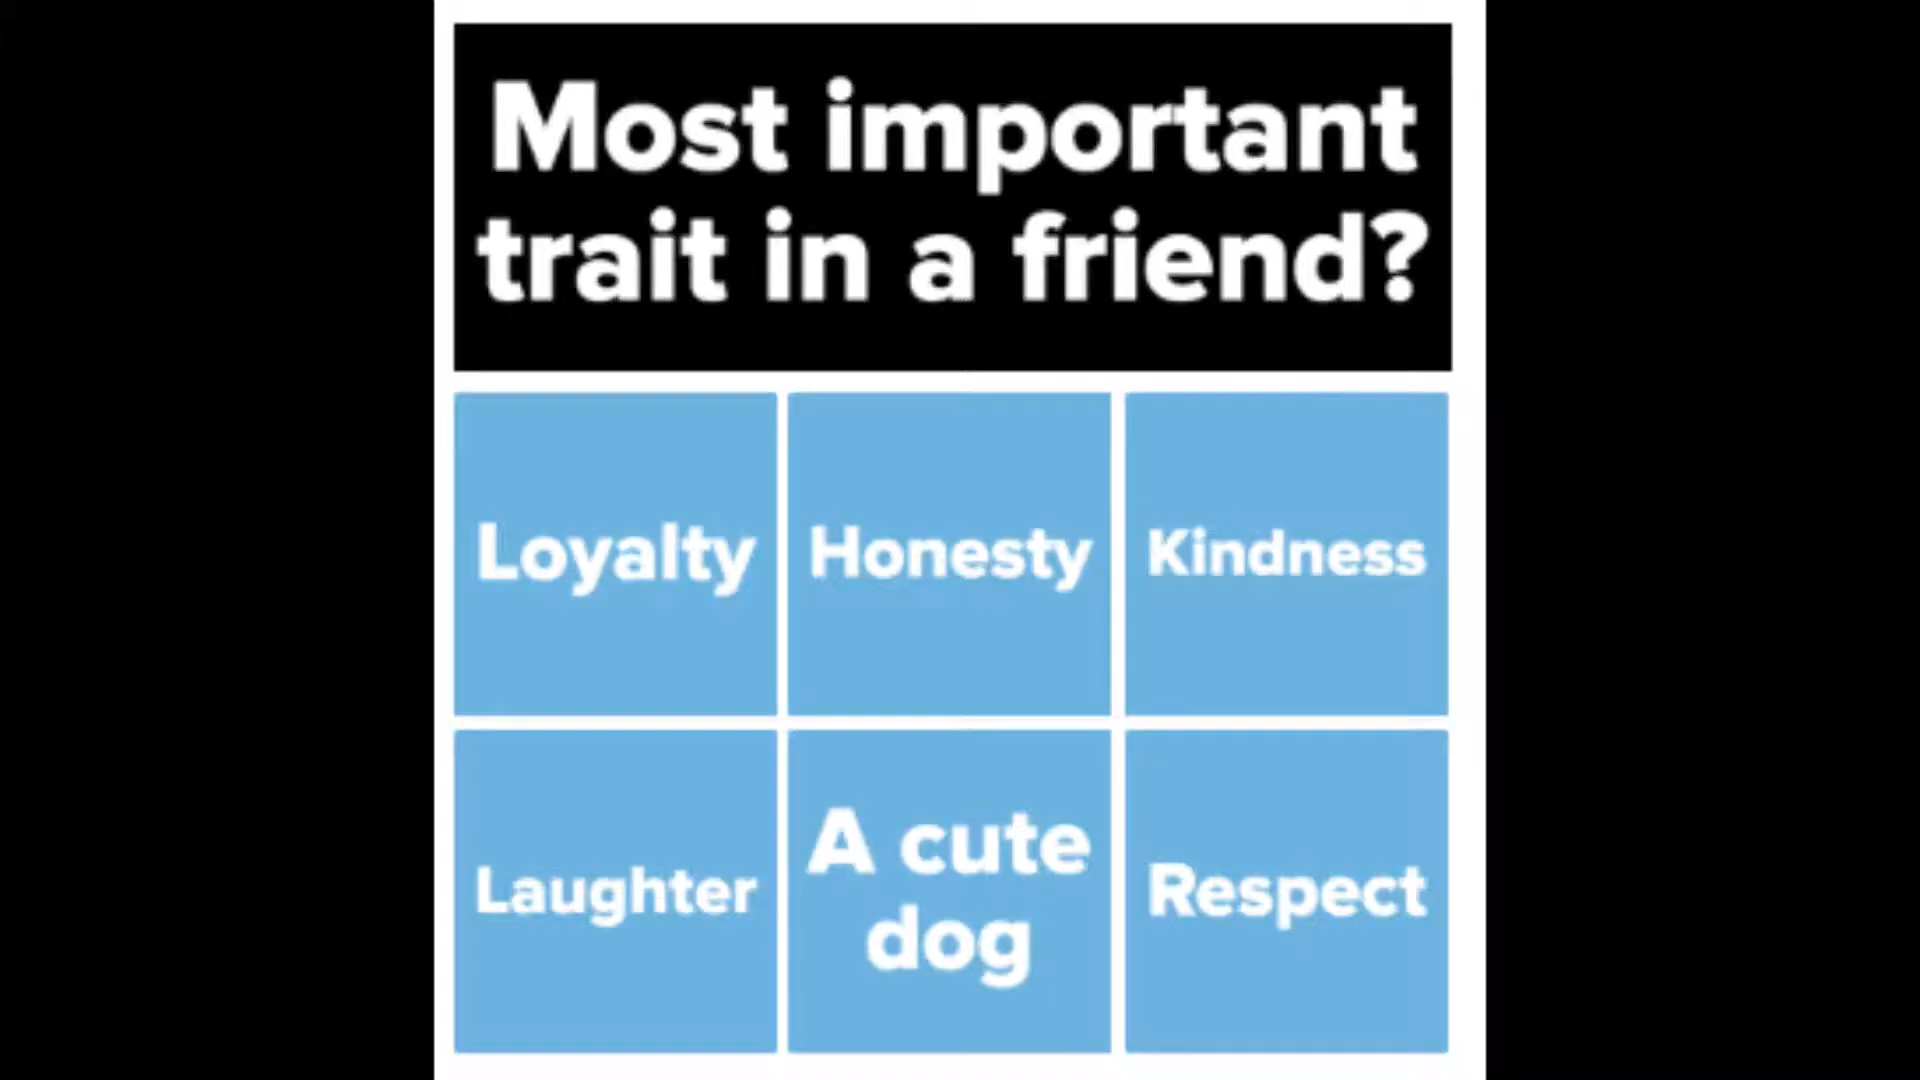 Most important
trait in a friend?
Loyalty
Honesty
Kindness
Laughter
A cute
dog
Respect